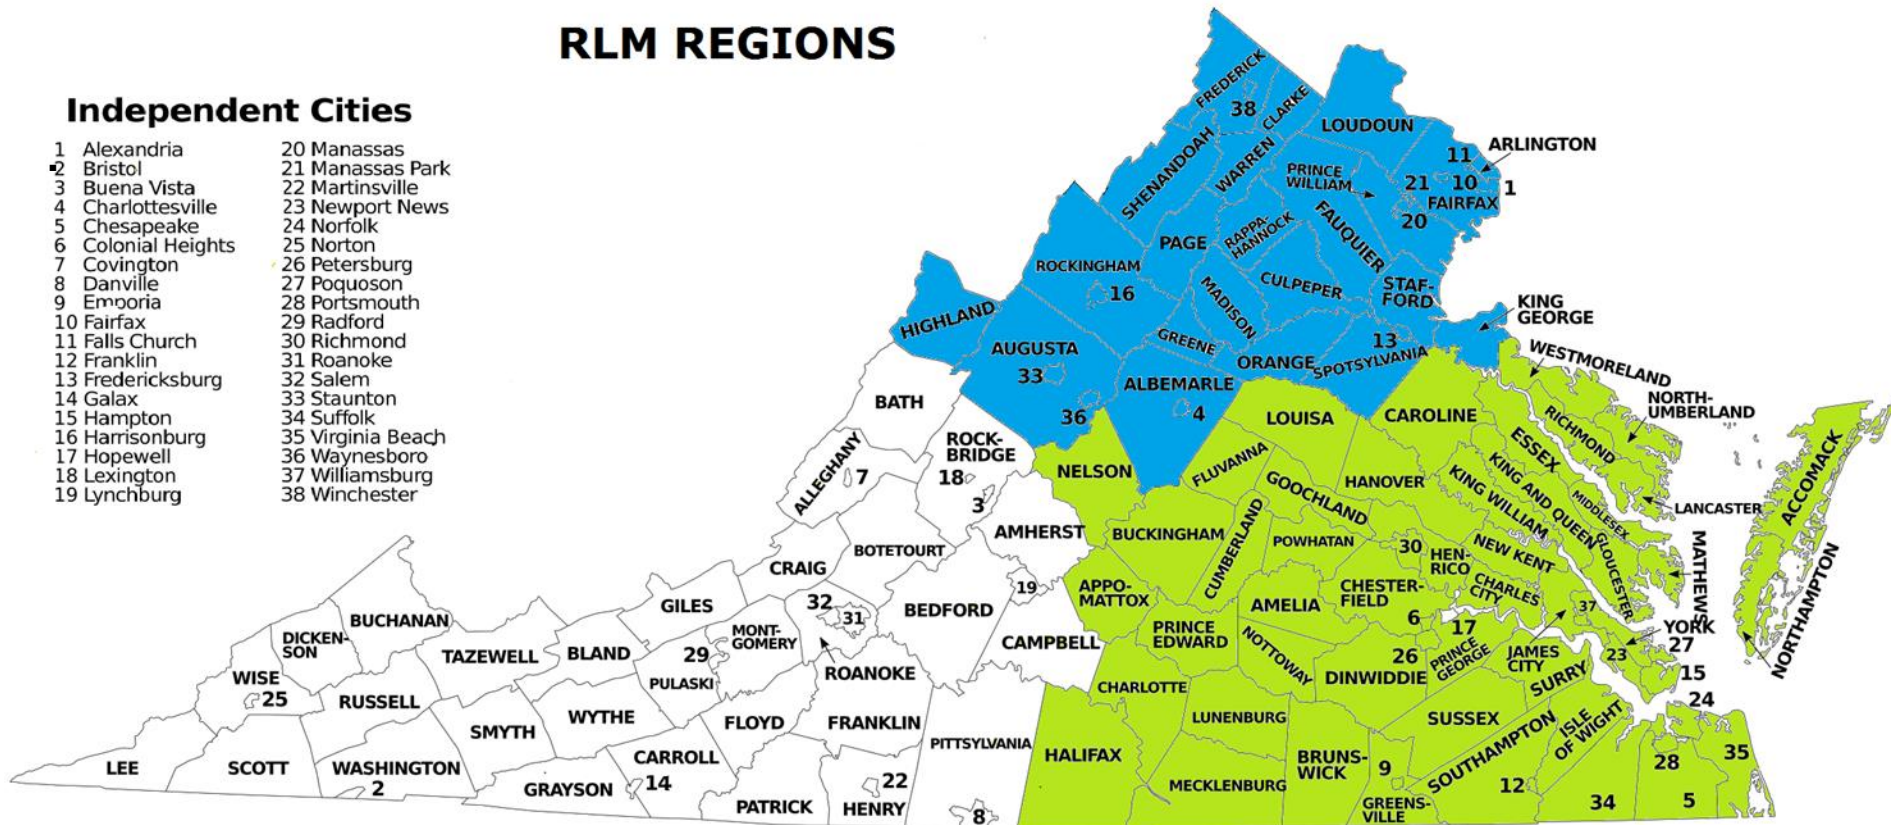 RLM REGIONS
Independent Cities
1 Alexandria
2 Bristol
3 Buena Vista
4 Charlottesville
5 Chesapeake
6 Colonial Heights
7 Covington
8 Danville
9 Emporia
10 Fairfax
11 Falls Church
12 Franklin
13 Fredericksburg
14 Galax
15 Hampton
16 Harrisonburg
17 Hopewell
18 Lexington
19 Lynchburg
20 Manassas
21 Manassas Park
22 Martinsville
23 Newport News
24 Norfolk
25 Norton
26 Petersburg
27 Poquoson
28 Portsmouth
29 Radford
30 Richmond
31 Roanoke
32 Salem
33 Staunton
34 Suffolk
35 Virginia Beach
36 Waynesboro
37 Williamsburg
38 Winchester
FREDERICK
38
CLARKE
LOUDOUN
ARLINGTON
11
SHENANDOAH
WARREN
PRINCE
WILLIAM
21
10
1
FAIRFAX
20
FAUQUIER
PAGE
RAPPA-
HANNOCK
ROCKINGHAM
16
MADISON
CULPEPER
STAF-
FORD
KING
GEORGE
HIGHLAND
AUGUSTA
33
36
GREENE
ORANGE
13
SPOTSYLVANIA
ALBEMARLE
4
WESTMORELAND
NORTH-
UMBERLAND
BATH
LOUISA
CAROLINE
RICHMOND
ESSEX
ALLEGHANY
7
ROCK-
BRIDGE
18
3
NELSON
FLUVANNA
GOOCHLAND
HANOVER
KING AND QUEEN
KING WILLIAM
MIDDLESEX
LANCASTER
ACCOMACK
AMHERST
BUCKINGHAM
CUMBERLAND
POWHATAN
30
HEN-
RICO
NEW KENT
GLOUCESTER
MATHEWS
NORTHAMPTON
BOTETOURT
CRAIG
19
APPO-
MATTOX
AMELIA
CHESTER-
FIELD
CHARLES
CITY
37
GILES
32
31
BEDFORD
6
17
YORK
27
BUCHANAN
DICKEN-
SON
MONT-
GOMERY
CAMPBELL
PRINCE
EDWARD
NOTTOWAY
26
PRINCE
GEORGE
JAMES
CITY
23
15
TAZEWELL
BLAND
29
PULASKI
ROANOKE
DINWIDDIE
SURRY
24
WISE
25
RUSSELL
CHARLOTTE
SMYTH
WYTHE
FLOYD
FRANKLIN
LUNENBURG
SUSSEX
SOUTHAMPTON
ISLE
OF WIGHT
PITTSYLVANIA
HALIFAX
BRUNS-
WICK
28
35
LEE
SCOTT
WASHINGTON
2
CARROLL
14
GRAYSON
22
MECKLENBURG
9
12
34
5
PATRICK
HENRY
8
GREENS-
VILLE